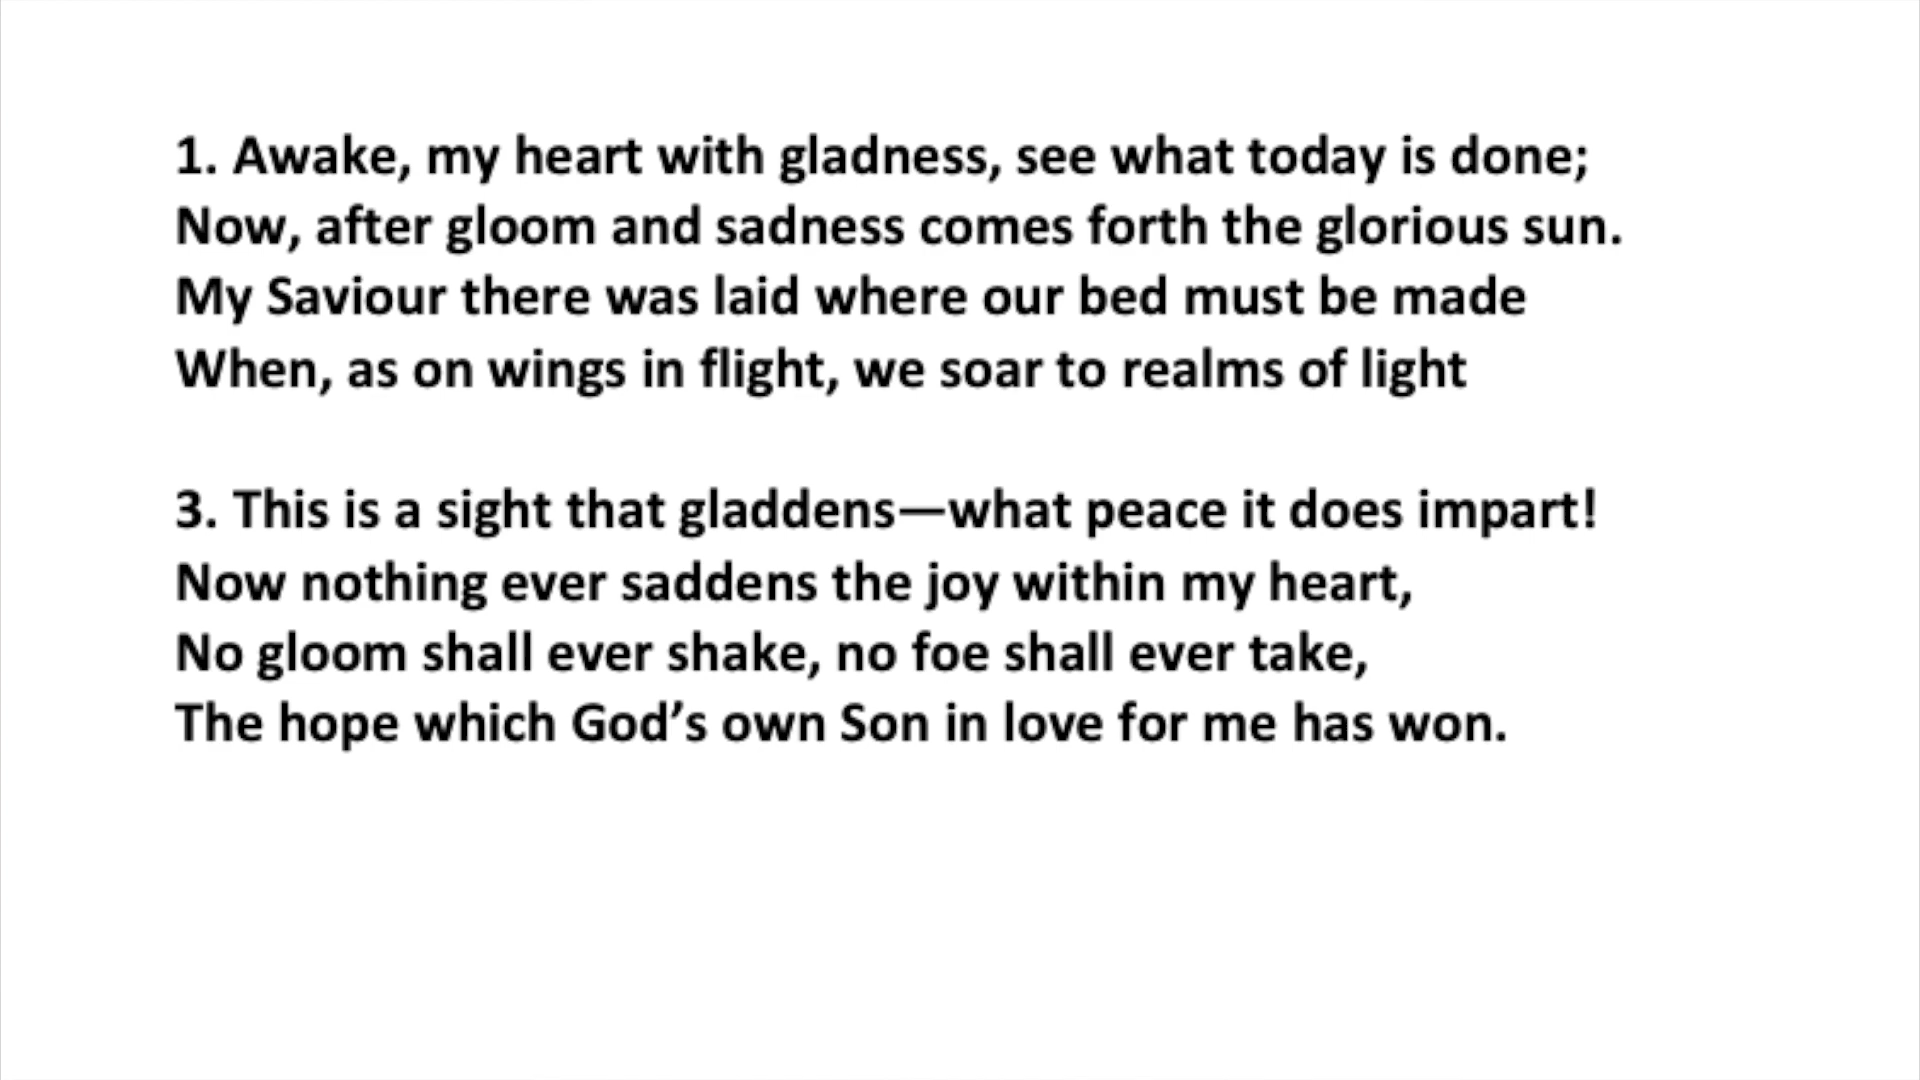 1. Awake, my heart with gladness, see what today is done;
Now, after gloom and sadness comes forth the glorious sun.
My Saviour there was laid where our bed must be made
When, as on wings in flight, we soar to realms of light
3. This is a sight that gladdens—what peace it does impart!
Now nothing ever saddens the joy within my heart,
No gloom shall ever shake, no foe shall ever take,
The hope which God’s own Son in love for me has won.